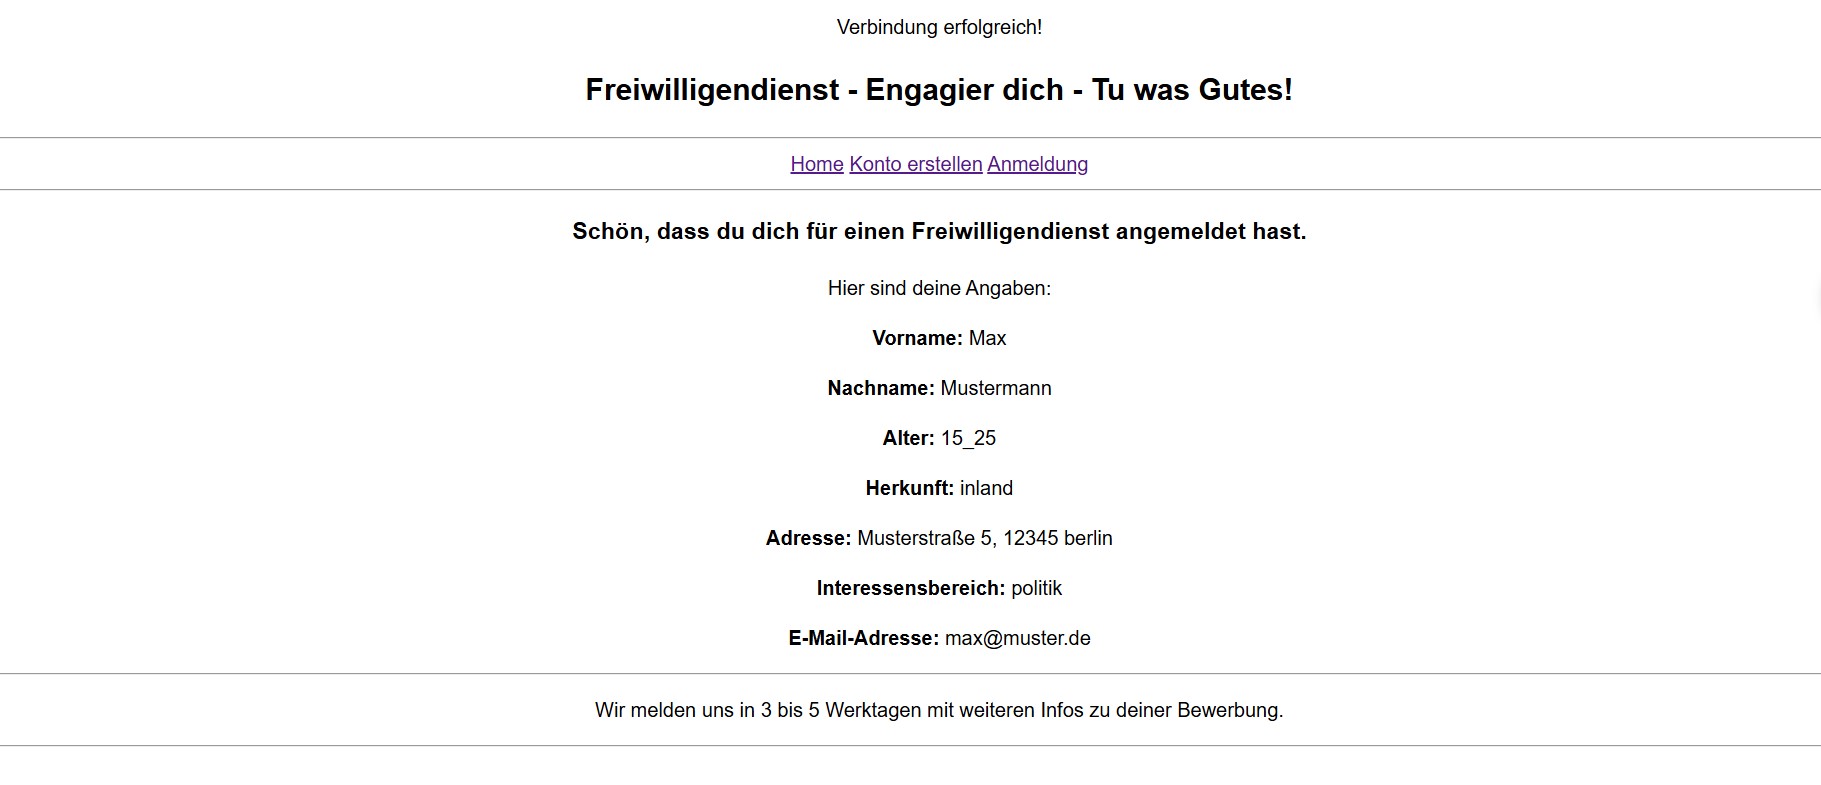 Verbindung erfolgreich!
Freiwilligendienst - Engagier dich - Tu was Gutes!
Home Konto erstellen Anmeldung
Schön, dass du dich für einen Freiwilligendienst angemeldet hast.
Hier sind deine Angaben:
Vorname: Max
Nachname: Mustermann
Alter: 15_25
Herkunft: inland
Adresse: Musterstraße 5, 12345 berlin
Interessensbereich: politik
E-Mail-Adresse: max@muster.de
Wir melden uns in 3 bis 5 Werktagen mit weiteren Infos zu deiner Bewerbung.